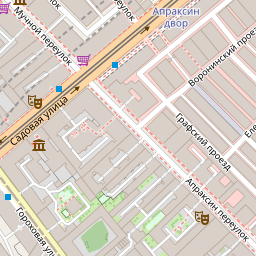 Мучной переулок
Апраксин
двор
Воронинский проезд
Садовая улица
Графский проезд
Апраксин переулок
Гороховая ул